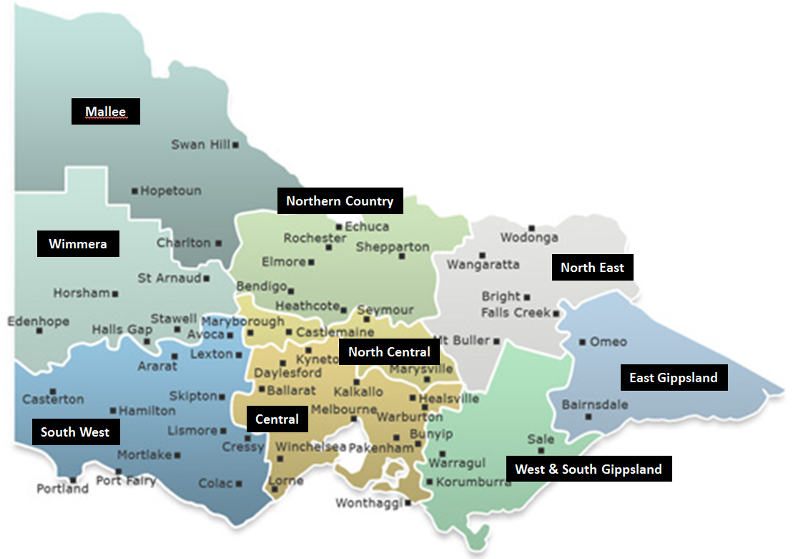 Mallee
Swan Hill
Hopetoun
Northern Country
Echuca
Wimmera
Charlton
Rochester
Shepparton
Wodonga
Elmore
Wangaratta
North East
St Arnaud
Bendigo
Horsham
Heathcote
Seymour
Bright
Falls Creek
Edenhope
Halls Gap
Stawell
Maryborough
Avoca
Castlemaine
Mt Buller
Omeo
Lexton
Kyneto
North Central
Ararat
Daylesford
Marysville
East Gippsland
Casterton
Skipton
Ballarat
Kalkallo
Healsville
Hamilton
Central
Melbourne
Warburton
Bairnsdale
South West
Lismore
Cressy
Winchelsea
Pakenham
Bunyip
Sale
Mortlake
Warragul
West & South Gippsland
Portland
Port Fairy
Colac
Lorne
Korumburra
Wonthaggi